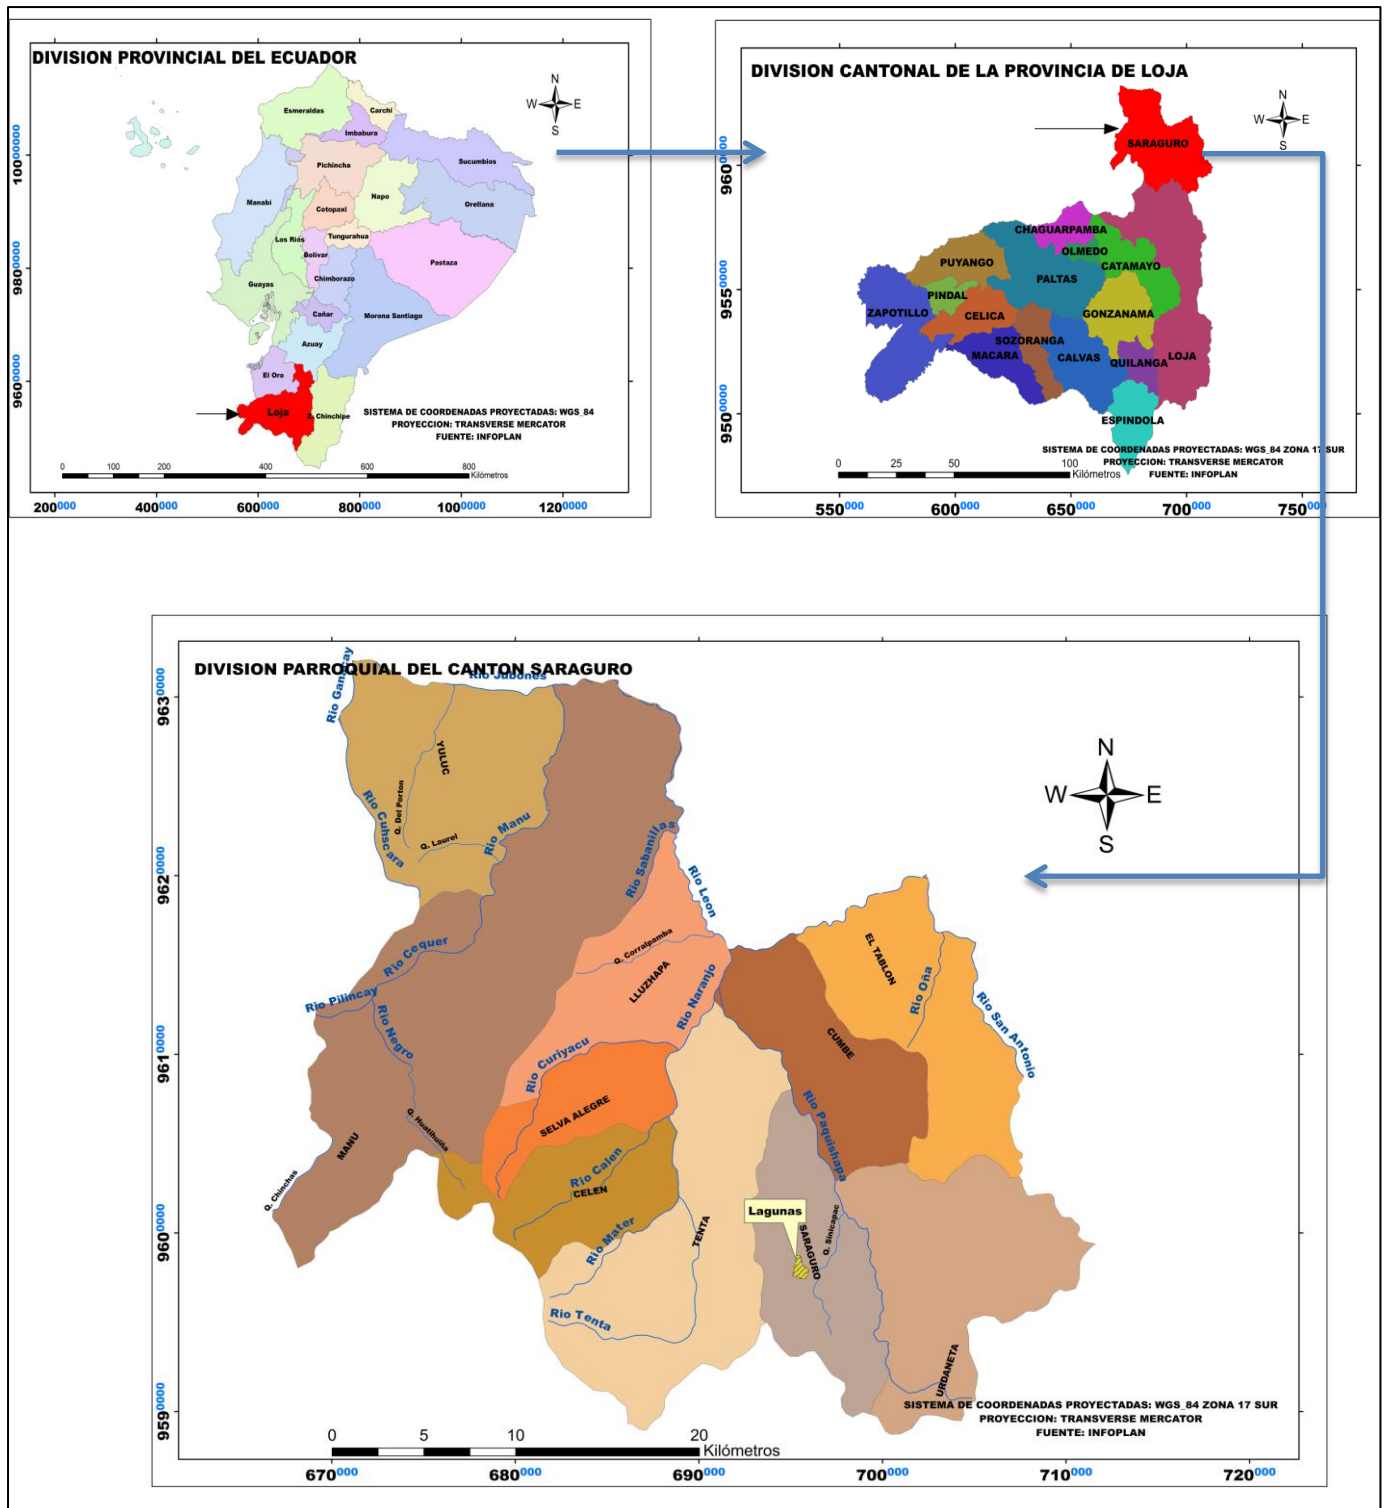 DIVISION PROVINCIAL DEL ECUADOR
N
W E
S
Esmeraldas
Carchi
Imbabura
Sucumbios
Pichincha
Napo
Orellana
Manabi
Cotopaxi
Los Rios
Tungurahua
Bolivar
Pastaza
Chimborazo
Guayas
Cañar
Morona Santiago
Azuay
El Oro
Loja
Z. Chinchipe
SISTEMA DE COORDENADAS PROYECTADAS: WGS_84
PROYECCION: TRANSVERSE MERCATOR
FUENTE: INFOPLAN
0 100 200 400 600 800
Kilómetros
10000000
9800000
9600000
200000 400000 600000 800000 1000000 1200000
DIVISION CANTONAL DE LA PROVINCIA DE LOJA
N
W E
S
SARAGURO
CHAGUARPAMBA
OLMEDO
CATAMAYO
PUYANGO
PALTAS
PINDAL
ZAPOTILLO
CELICA
GONZANAMA
SOZORANGA
MACARA
CALVAS
QUILANGA
LOJA
ESPINDOLA
SISTEMA DE COORDENADAS PROYECTADAS: WGS_84 ZONA 17 SUR
PROYECCION: TRANSVERSE MERCATOR
FUENTE: INFOPLAN
0 25 50 100
Kilómetros
9600000
9550000
9500000
550000 600000 650000 700000 750000
DIVISION PARROQUIAL DEL CANTON SARAGURO
Rio Ganacay
Rio Jubones
N
W E
S
YULUC
Q. Del Porton
Rio Cuhscara
Q. Laurel
Rio Manu
Rio Sabanillas
Rio Leon
Rio Cequer
Q. Corralpamba
LLUZHAPA
Rio Naranjo
EL TABLON
Rio Oña
Rio San Antonio
Rio Pilincay
Rio Negro
CUMBE
Rio Curiyacu
SELVA ALEGRE
Rio Paquishapa
Q. Huatihuiña
MANU
Q. Chinchas
Rio Calen
CELEN
Lagunas
Rio Mater
TENTA
SARAGURO
Q. Sinicapac
Rio Tenta
URDANETA
SISTEMA DE COORDENADAS PROYECTADAS: WGS_84 ZONA 17 SUR
PROYECCION: TRANSVERSE MERCATOR
FUENTE: INFOPLAN
0 5 10 20
Kilómetros
9630000
9620000
9610000
9600000
9590000
670000 680000 690000 700000 710000 720000